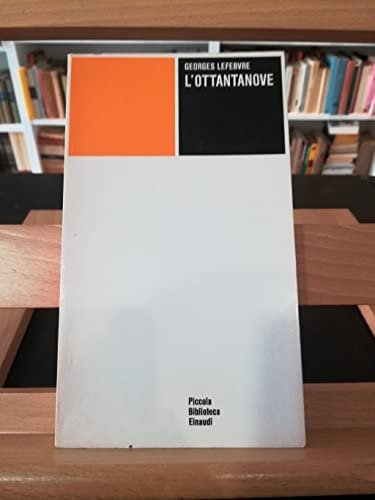 GEORGES LEFEBVRE
L'OTTANTANOVE
Piccola
Biblioteca
Einaudi